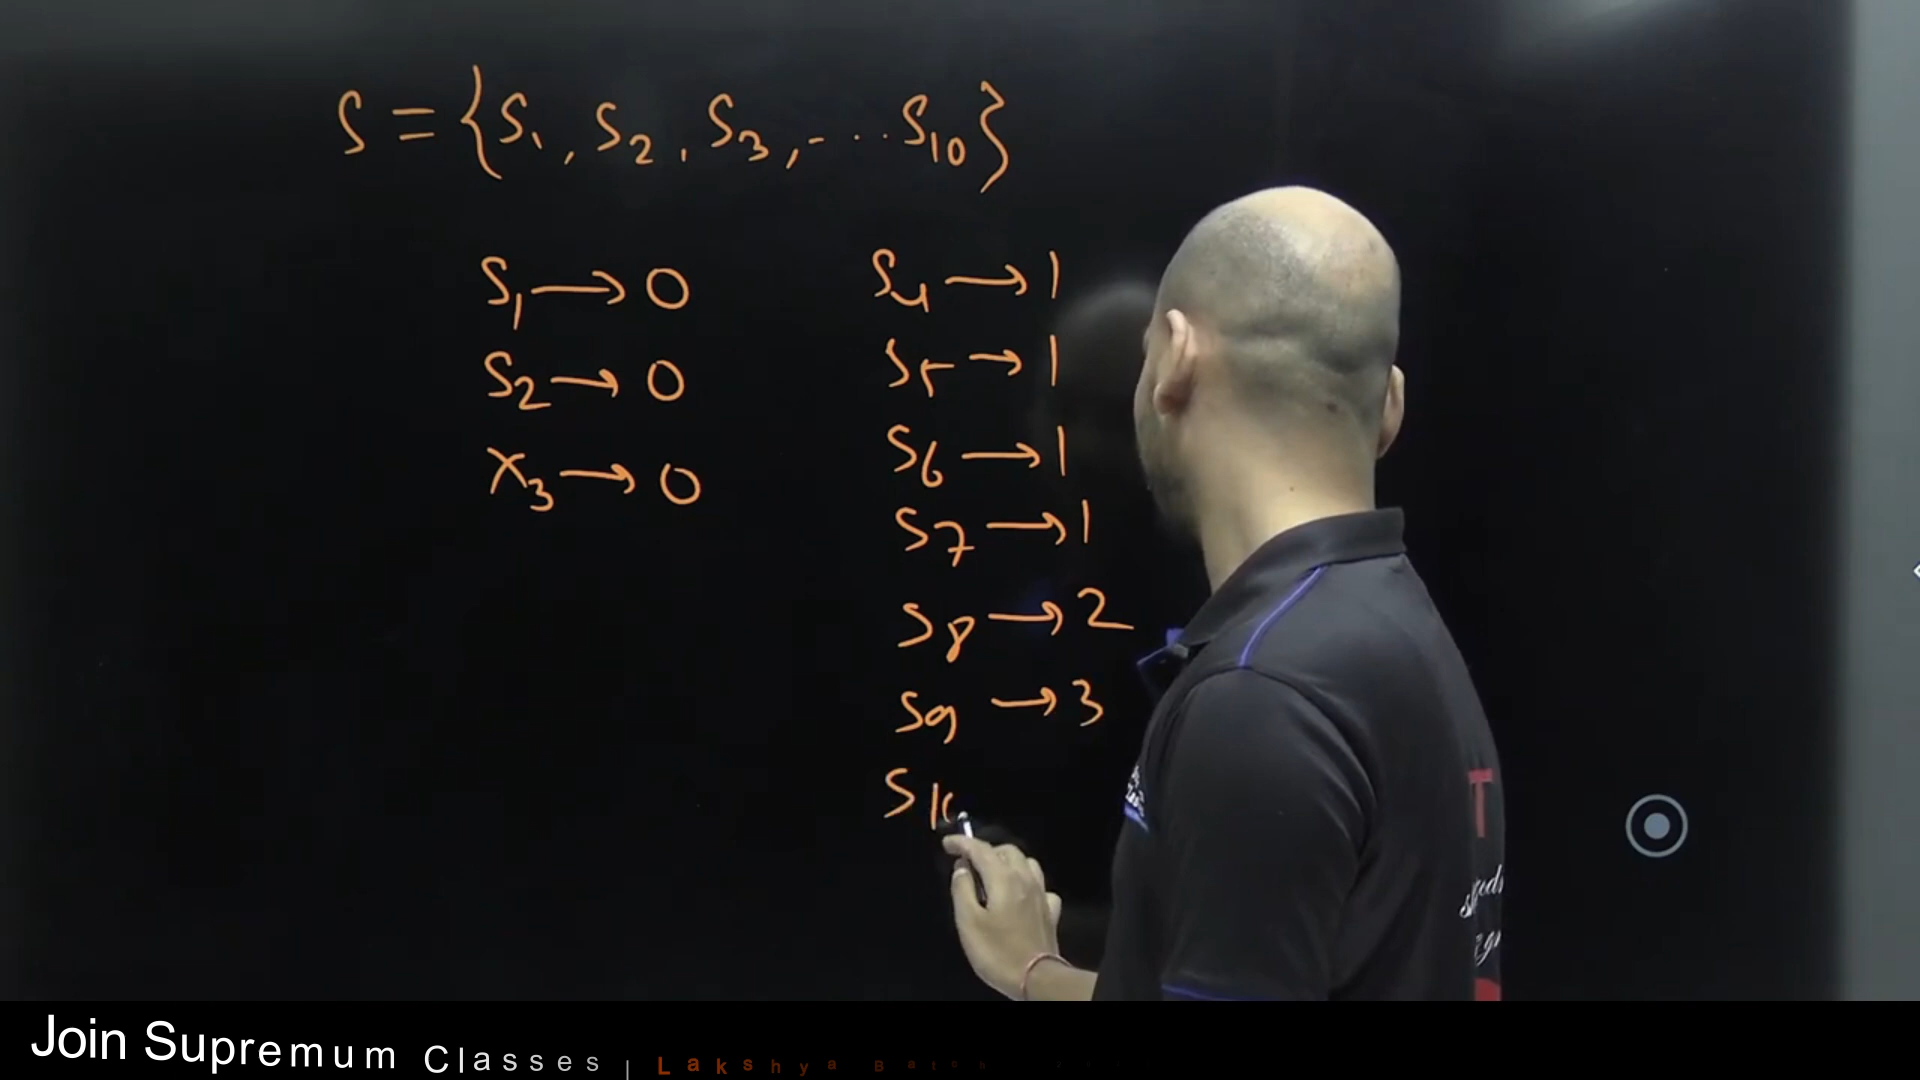 S = {S₁, S₂, S₃, ... S₁₀}
S₁ → 0
S₂ → 0
X₃ → 0
S₄ → 1
S₅ → 1
S₆ → 1
S₇ → 1
S₈ → 2
S₉ → 3
S₁₀
T
Join Supremum Classes | Lakshya Batch